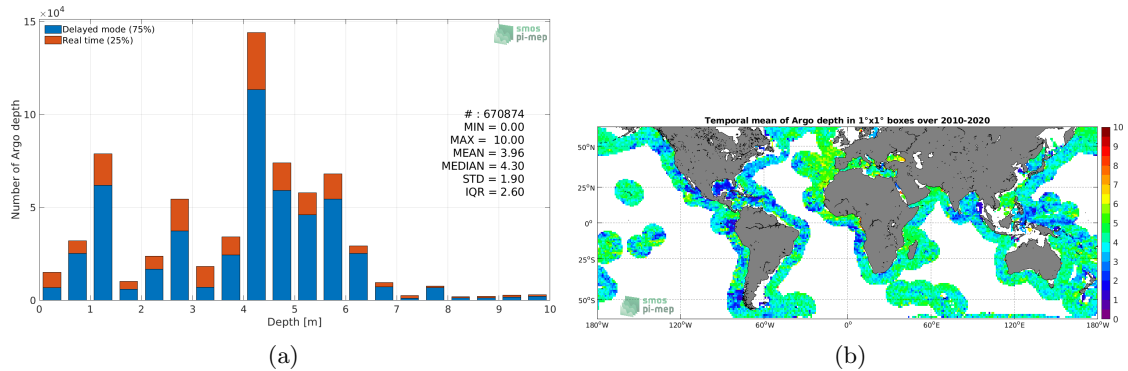 ×10⁴
15
10
5
0
Number of Argo depth
Delayed mode (75%)
Real time (25%)
smos
pi-mep
# : 670874
MIN = 0.00
MAX = 10.00
MEAN = 3.96
MEDIAN = 4.30
STD = 1.90
IQR = 2.60
0 1 2 3 4 5 6 7 8 9 10
Depth [m]
(a)
Temporal mean of Argo depth in 1°x1° boxes over 2010-2020
50°N
25°N
0°
25°S
50°S
180°W 120°W 60°W 0° 60°E 120°E 180°E
smos
pi-mep
10
9
8
7
6
5
4
3
2
1
0
(b)